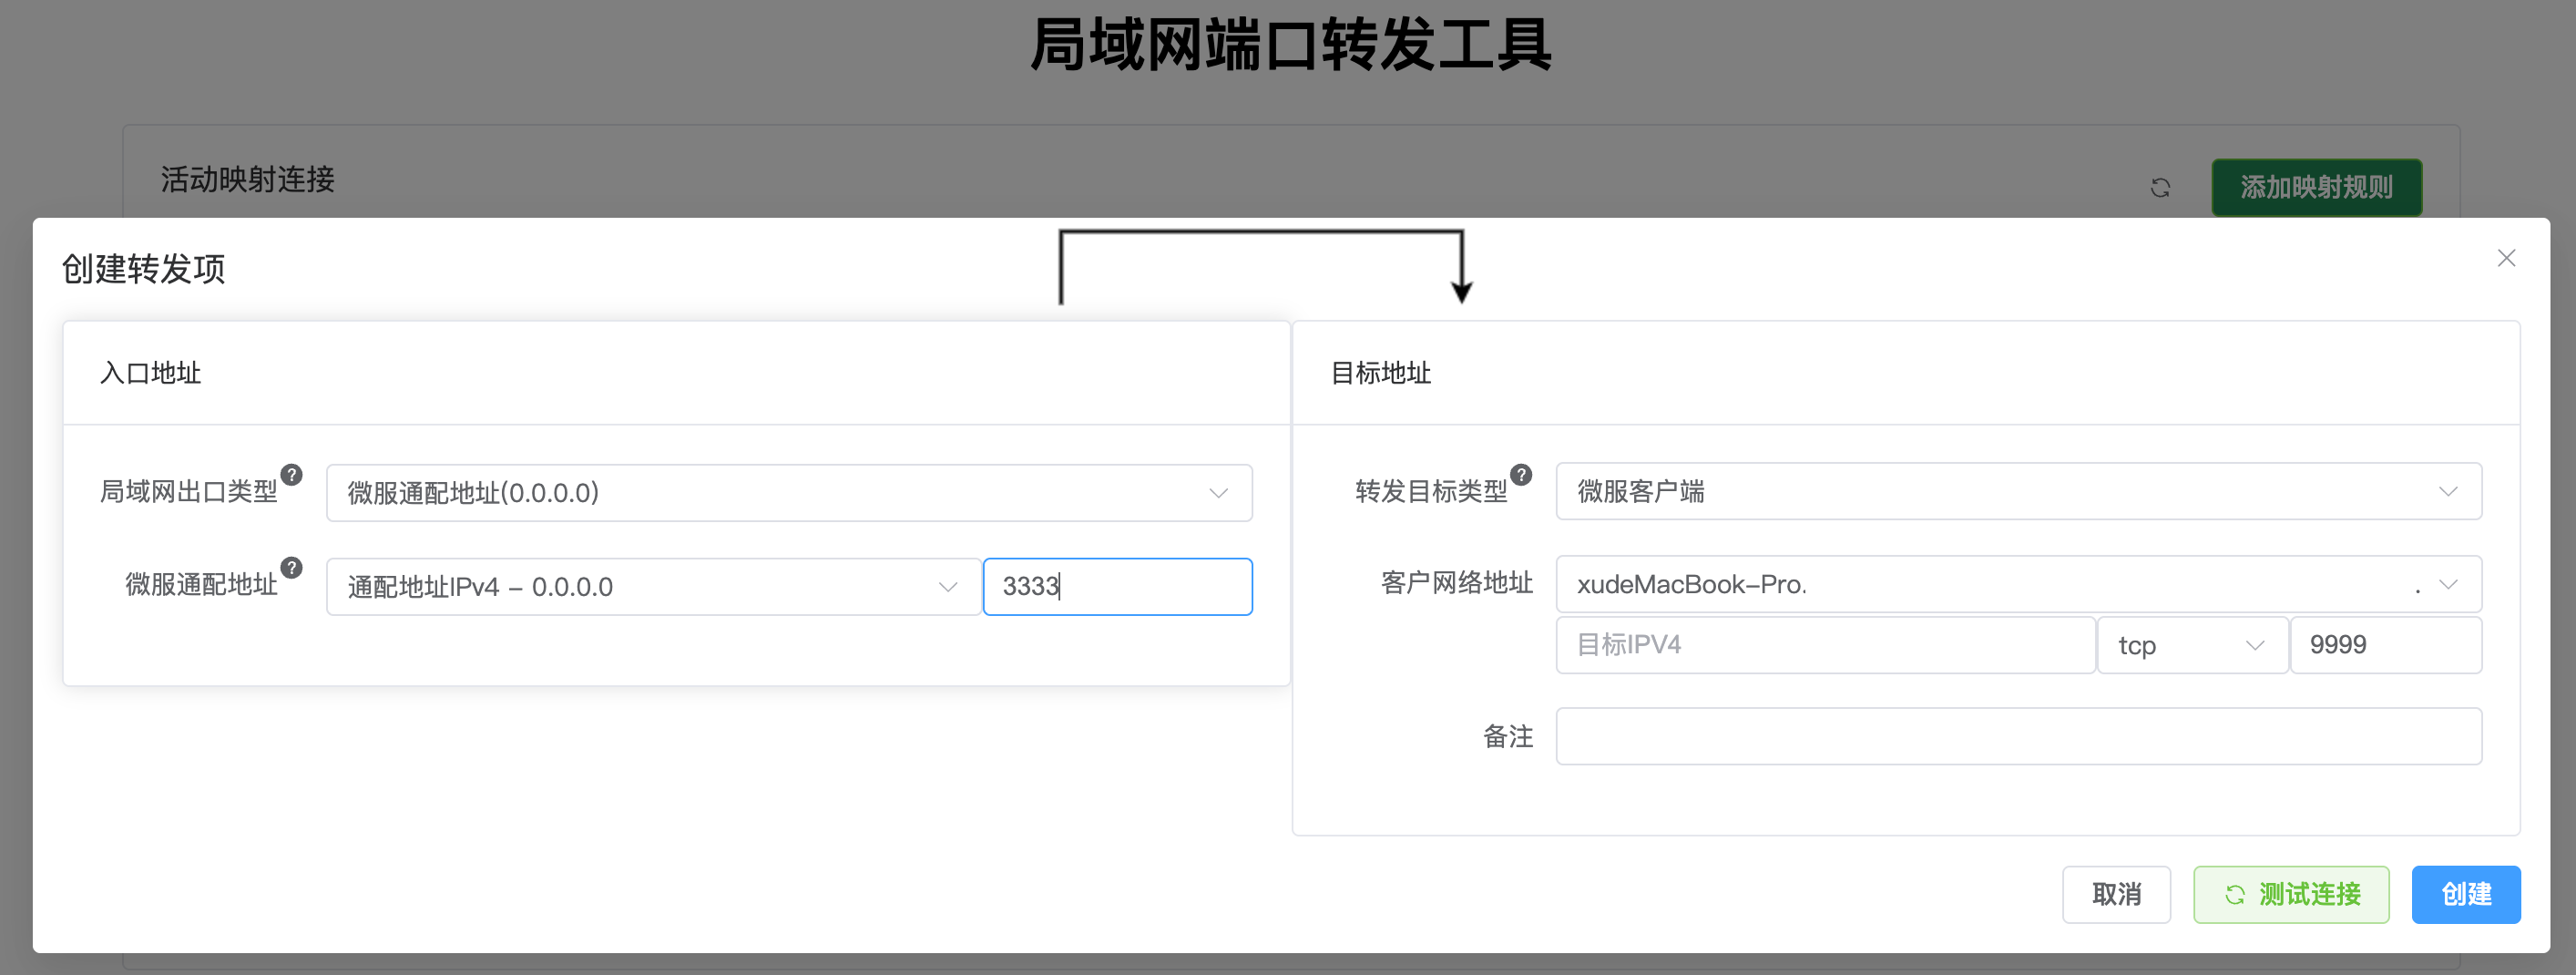 局域网端口转发工具
活动映射连接
添加映射规则
创建转发项
入口地址
局域网出口类型 ? 微服通配地址(0.0.0.0)
微服通配地址 ? 通配地址IPv4 – 0.0.0.0 3333
目标地址
转发目标类型 ? 微服客户端
客户网络地址 xudeMacBook-Pro. .
目标IPV4 tcp 9999
备注
取消 测试连接 创建